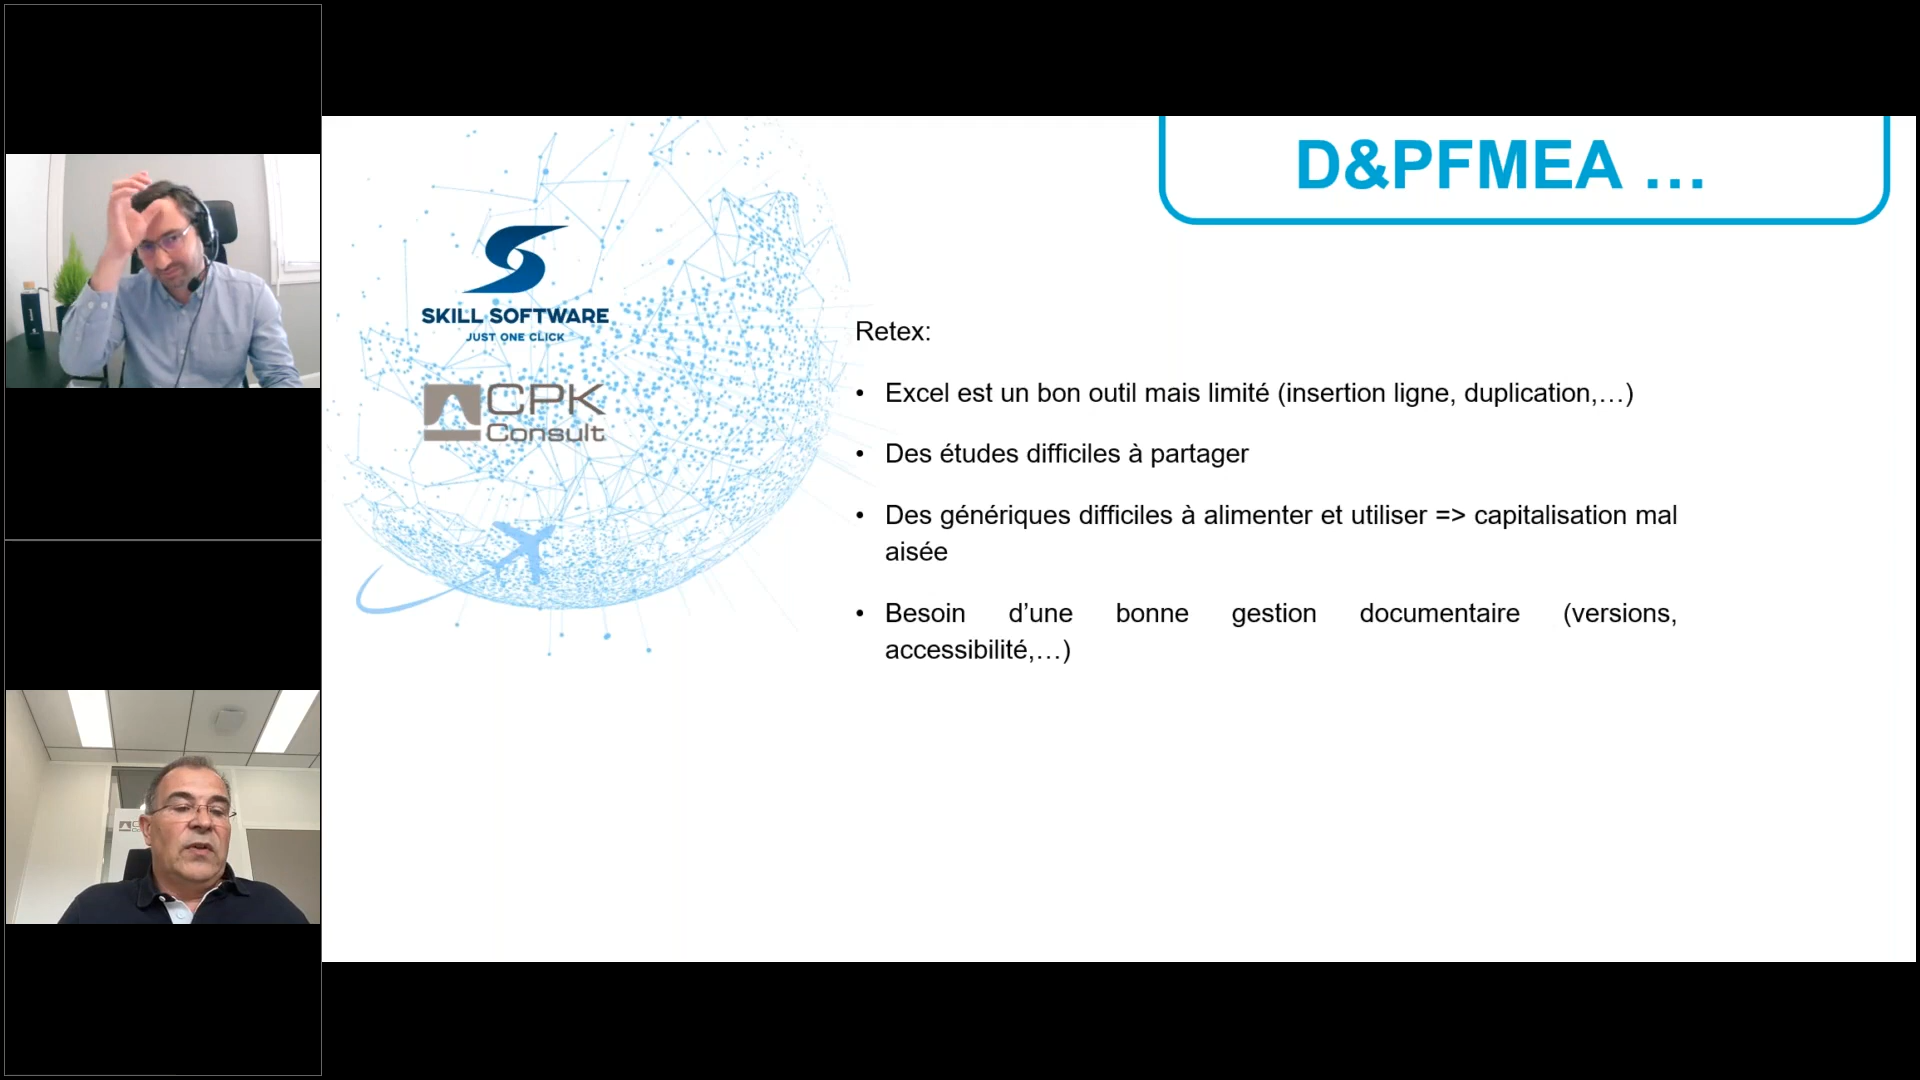 D&PFMEA …
SKILL SOFTWARE
JUST ONE CLICK
CPK
Consult
Retex:
• Excel est un bon outil mais limité (insertion ligne, duplication,…)
• Des études difficiles à partager
• Des génériques difficiles à alimenter et utiliser => capitalisation mal
aisée
• Besoin d’une bonne gestion documentaire (versions,
accessibilité,…)